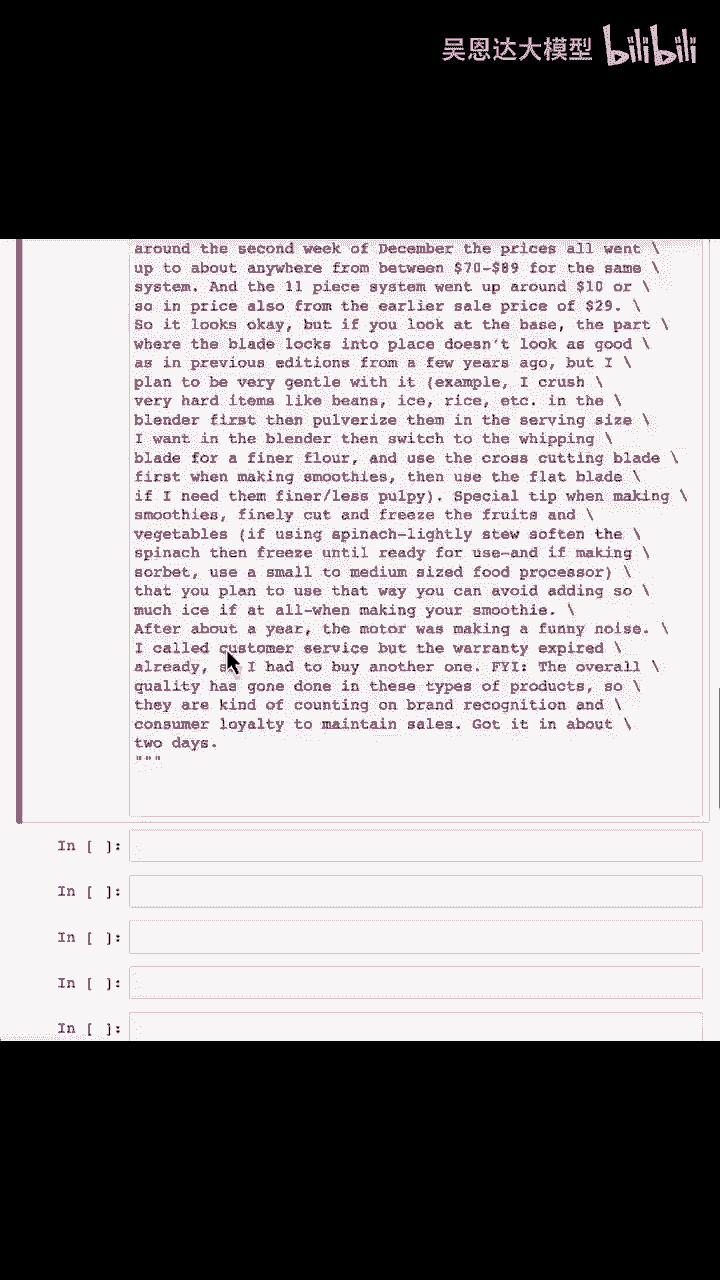 吴恩达大模型 bilibili
around the second week of December the prices all went \
up to about anywhere from between $70-$89 for the same \
system. And the 11 piece system went up around $10 or \
so in price also from the earlier sale price of $29. \
So it looks okay, but if you look at the base, the part \
where the blade locks into place doesn't look as good \
as in previous editions from a few years ago, but I \
plan to be very gentle with it (example, I crush \
very hard items like beans, ice, rice, etc. in the \
blender first then pulverize them in the serving size \
I want in the blender then switch to the whipping \
blade for a finer flour, and use the cross cutting blade \
first when making smoothies, then use the flat blade \
if I need them finer/less pulpy). Special tip when making \
smoothies, finely cut and freeze the fruits and \
vegetables (if using spinach-lightly stew soften the \
spinach then freeze until ready for use-and if making \
sorbet, use a small to medium sized food processor) \
that you plan to use that way you can avoid adding so \
much ice if at all-when making your smoothie. \
After about a year, the motor was making a funny noise. \
I called customer service but the warranty expired \
already, so I had to buy another one. FYI: The overall \
quality has gone done in these types of products, so \
they are kind of counting on brand recognition and \
consumer loyalty to maintain sales. Got it in about \
two days.
"""
In [ ]:
In [ ]:
In [ ]:
In [ ]:
In [ ]: